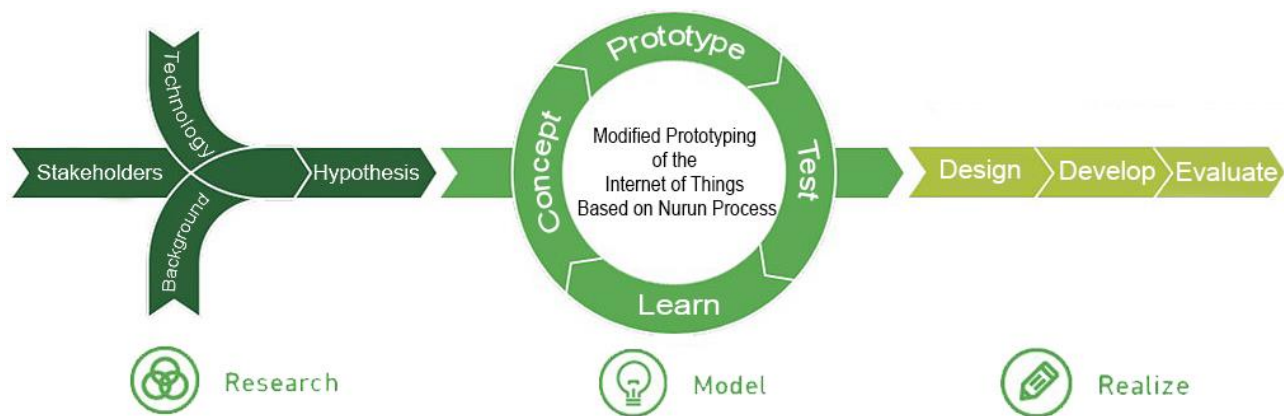 Technology
Stakeholders
Background
Hypothesis
Concept
Prototype
Test
Learn
Modified Prototyping
of the
Internet of Things
Based on Nurun Process
Design
Develop
Evaluate
Research
Model
Realize